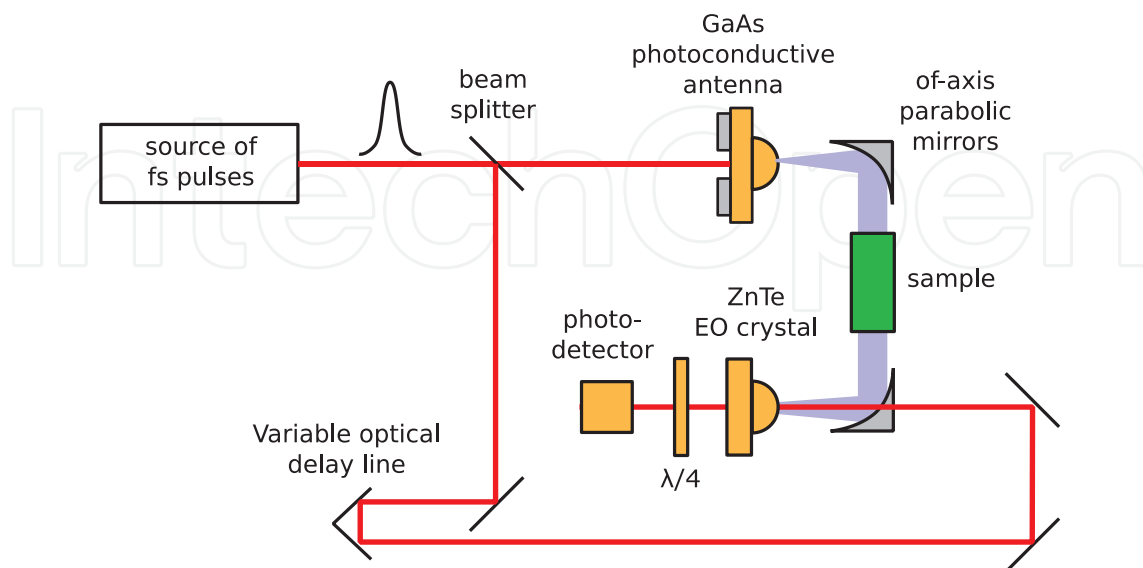 GaAs
photoconductive
antenna
of-axis
parabolic
mirrors
beam
splitter
source of
fs pulses
sample
ZnTe
EO crystal
photo-
detector
λ/4
Variable optical
delay line
IntechOpen